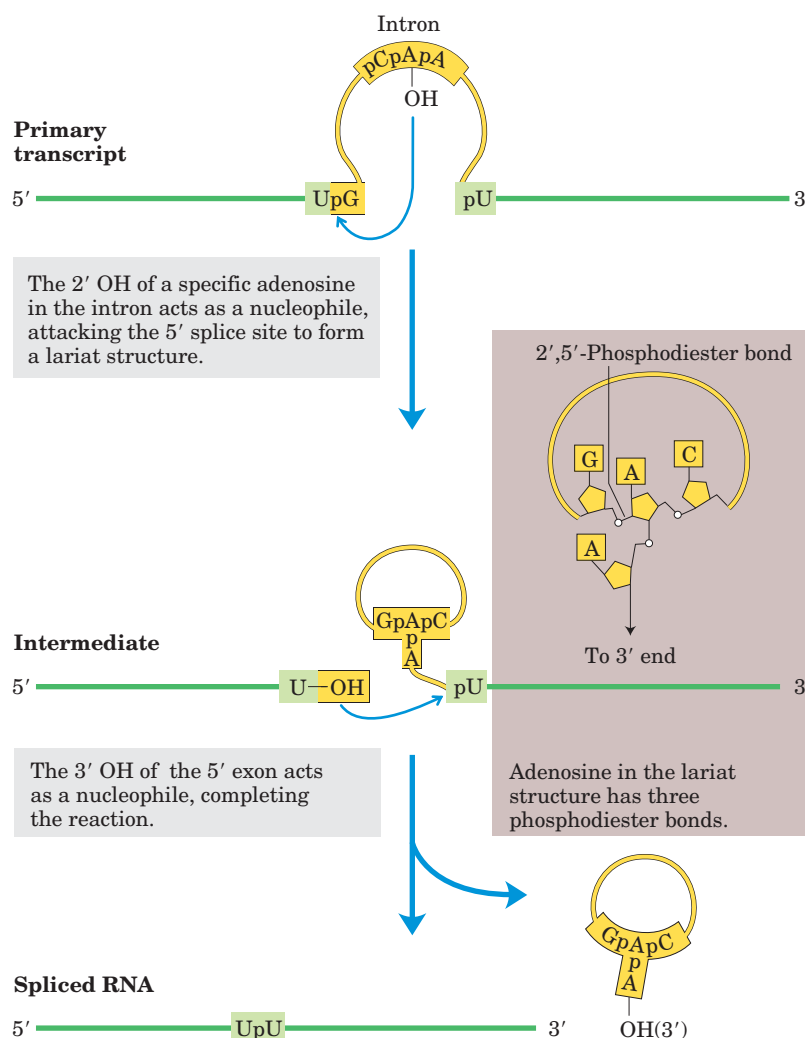 Intron
pCpApA
OH
Primary
transcript
5′
UpG
pU
3
The 2′ OH of a specific adenosine
in the intron acts as a nucleophile,
attacking the 5′ splice site to form
a lariat structure.
2′,5′-Phosphodiester bond
G
A
C
A
To 3′ end
Adenosine in the lariat
structure has three
phosphodiester bonds.
GpApC
p
A
Intermediate
5′
U
OH
pU
3
The 3′ OH of the 5′ exon acts
as a nucleophile, completing
the reaction.
GpApC
p
A
OH(3′)
Spliced RNA
5′
UpU
3′